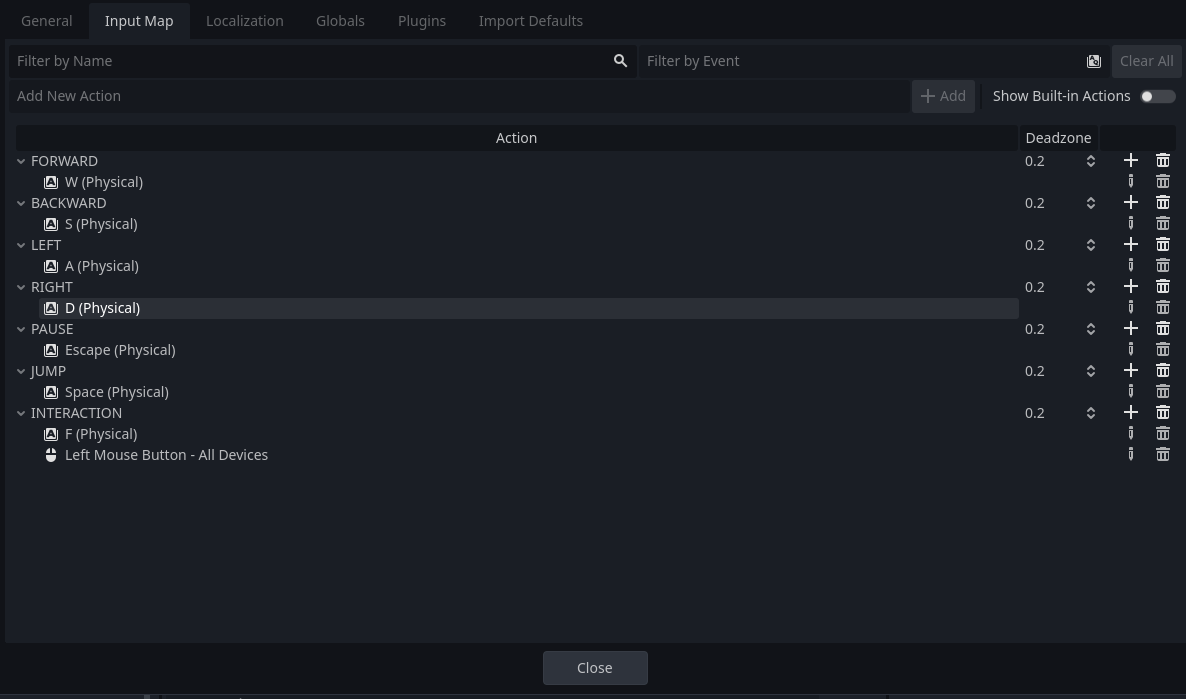 General Input Map Localization Globals Plugins Import Defaults
Filter by Name Filter by Event Clear All
Add New Action Add Show Built-in Actions
Action Deadzone
FORWARD 0.2
W (Physical)
BACKWARD 0.2
S (Physical)
LEFT 0.2
A (Physical)
RIGHT 0.2
D (Physical)
PAUSE 0.2
Escape (Physical)
JUMP 0.2
Space (Physical)
INTERACTION 0.2
F (Physical)
Left Mouse Button - All Devices
Close